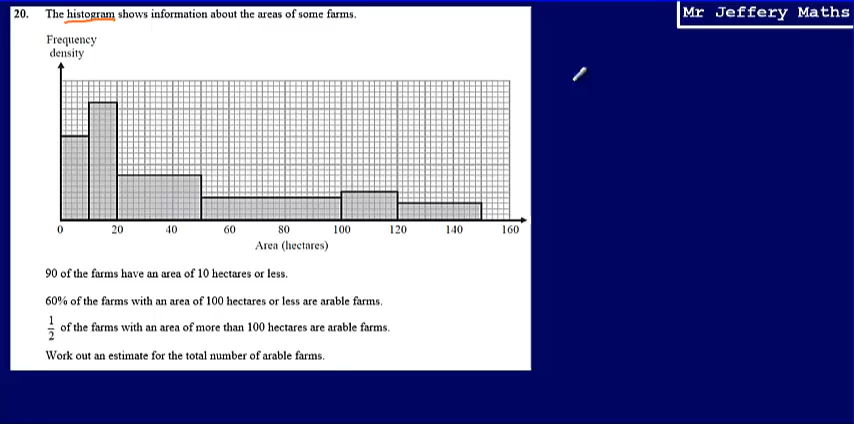 Mr Jeffery Maths
20. The histogram shows information about the areas of some farms.
Frequency
density
0 20 40 60 80 100 120 140 160
Area (hectares)
90 of the farms have an area of 10 hectares or less.
60% of the farms with an area of 100 hectares or less are arable farms.
1/2 of the farms with an area of more than 100 hectares are arable farms.
Work out an estimate for the total number of arable farms.